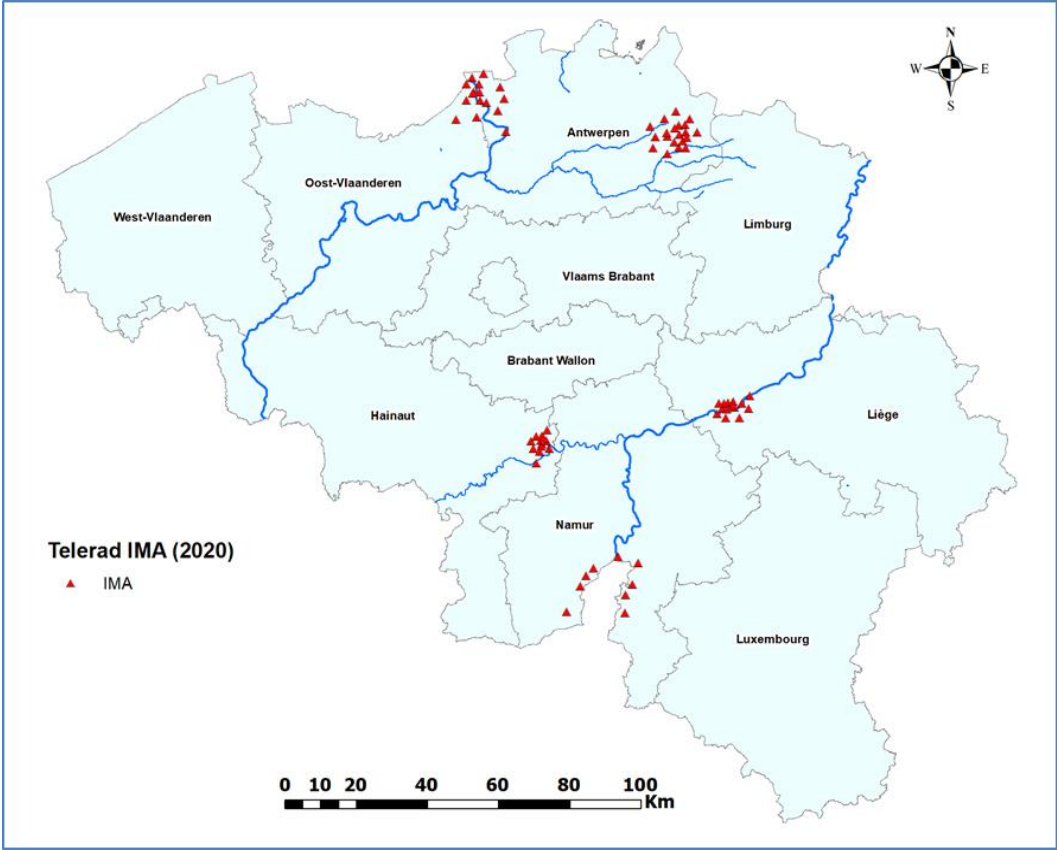 N
W E
S
Antwerpen
Oost-Vlaanderen
West-Vlaanderen
Limburg
Vlaams Brabant
Brabant Wallon
Hainaut
Liège
Namur
Telerad IMA (2020)
IMA
Luxembourg
0 10 20 40 60 80 100
Km